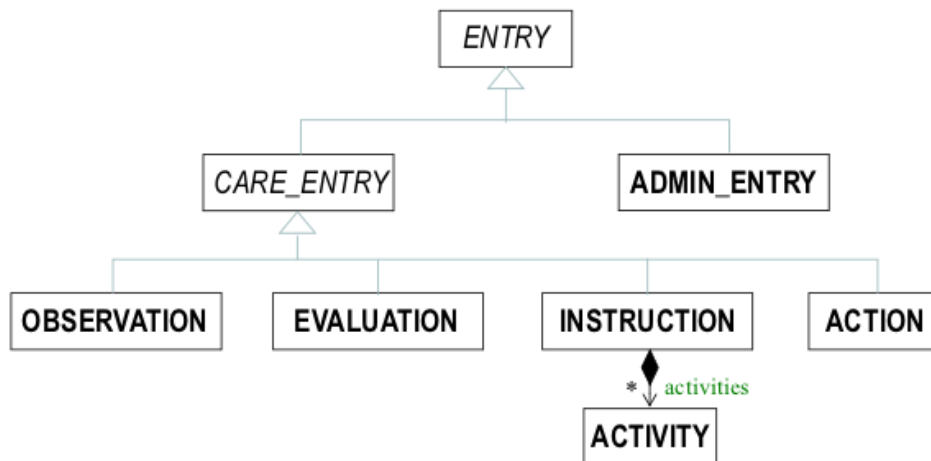 ENTRY
CARE_ENTRY
ADMIN_ENTRY
OBSERVATION
EVALUATION
INSTRUCTION
ACTION
* activities
ACTIVITY